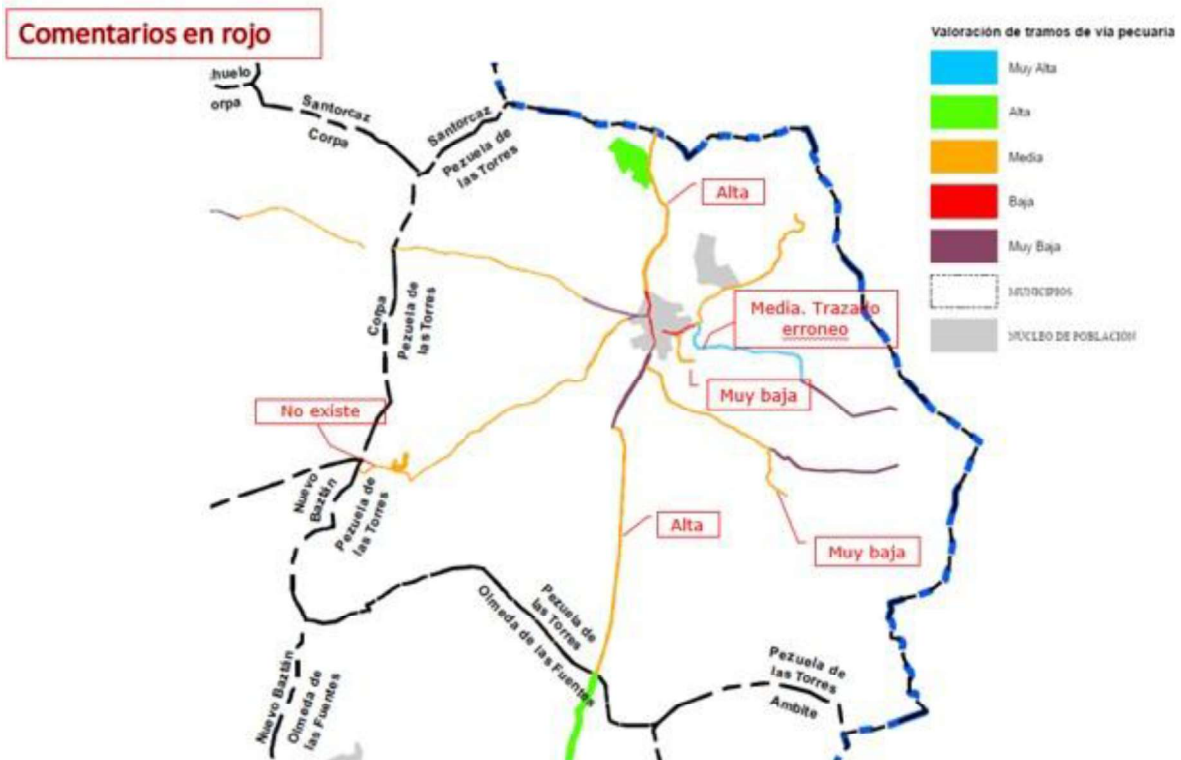 Comentarios en rojo
Valoración de tramos de vía pecuaria
Muy Alta
Alta
Media
Baja
Muy Baja
MUNICIPIOS
NÚCLEO DE POBLACIÓN
huelo
orpa
Santorcaz
Corpa
Santorcaz
Pezuela de
las Torres
Alta
Corpa
Pezuela de
las Torres
Media. Trazado
erroneo
Muy baja
No existe
Nuevo
Baztán
Pezuela de
las Torres
Alta
Muy baja
Pezuela de
las Torres
Olmeda de las Fuentes
Pezuela de
las Torres
Ambite
Nuevo Baztán
Olmeda de
las Fuentes